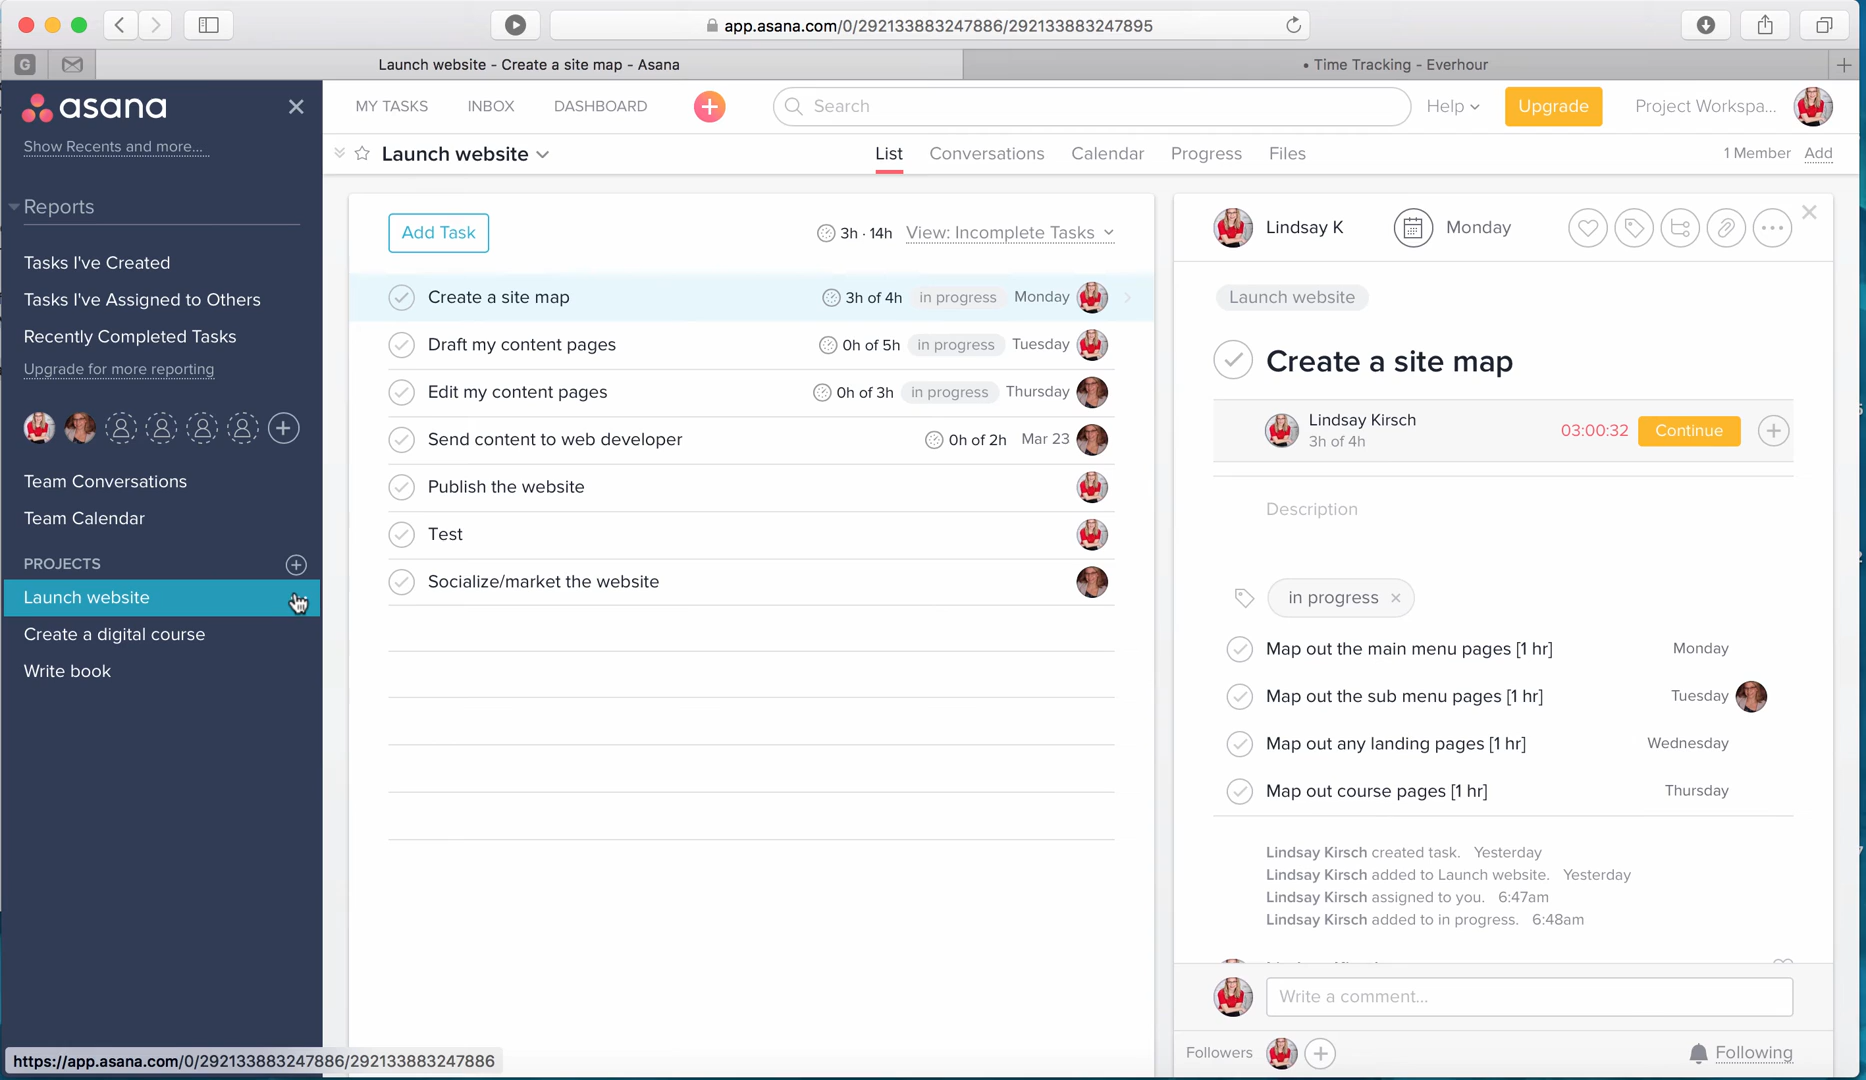 app.asana.com/0/292133883247886/292133883247895
G
Launch website - Create a site map - Asana
• Time Tracking - Everhour
asana
Show Recents and more...
MY TASKS
INBOX
DASHBOARD
Search
Help
Upgrade
Project Workspa...
Launch website
List
Conversations
Calendar
Progress
Files
1 Member
Add
Reports
Tasks I've Created
Tasks I've Assigned to Others
Recently Completed Tasks
Upgrade for more reporting
Team Conversations
Team Calendar
PROJECTS
Launch website
Create a digital course
Write book
Add Task
3h · 14h
View: Incomplete Tasks
Create a site map
3h of 4h
in progress
Monday
Draft my content pages
0h of 5h
in progress
Tuesday
Edit my content pages
0h of 3h
in progress
Thursday
Send content to web developer
0h of 2h
Mar 23
Publish the website
Test
Socialize/market the website
Lindsay K
Monday
Launch website
Create a site map
Lindsay Kirsch
3h of 4h
03:00:32
Continue
Description
in progress
Map out the main menu pages [1 hr]
Monday
Map out the sub menu pages [1 hr]
Tuesday
Map out any landing pages [1 hr]
Wednesday
Map out course pages [1 hr]
Thursday
Lindsay Kirsch created task. Yesterday
Lindsay Kirsch added to Launch website. Yesterday
Lindsay Kirsch assigned to you. 6:47am
Lindsay Kirsch added to in progress. 6:48am
Write a comment...
Followers
Following
https://app.asana.com/0/292133883247886/292133883247886